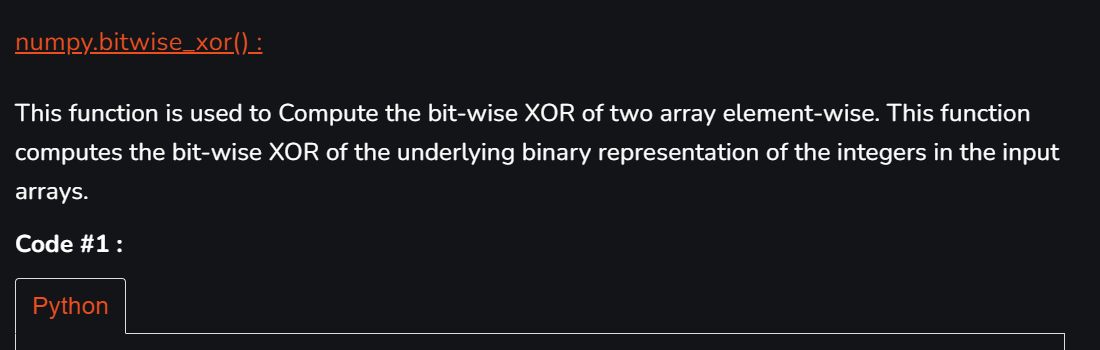 numpy.bitwise_xor() :
This function is used to Compute the bit-wise XOR of two array element-wise. This function
computes the bit-wise XOR of the underlying binary representation of the integers in the input
arrays.
Code #1 :
Python